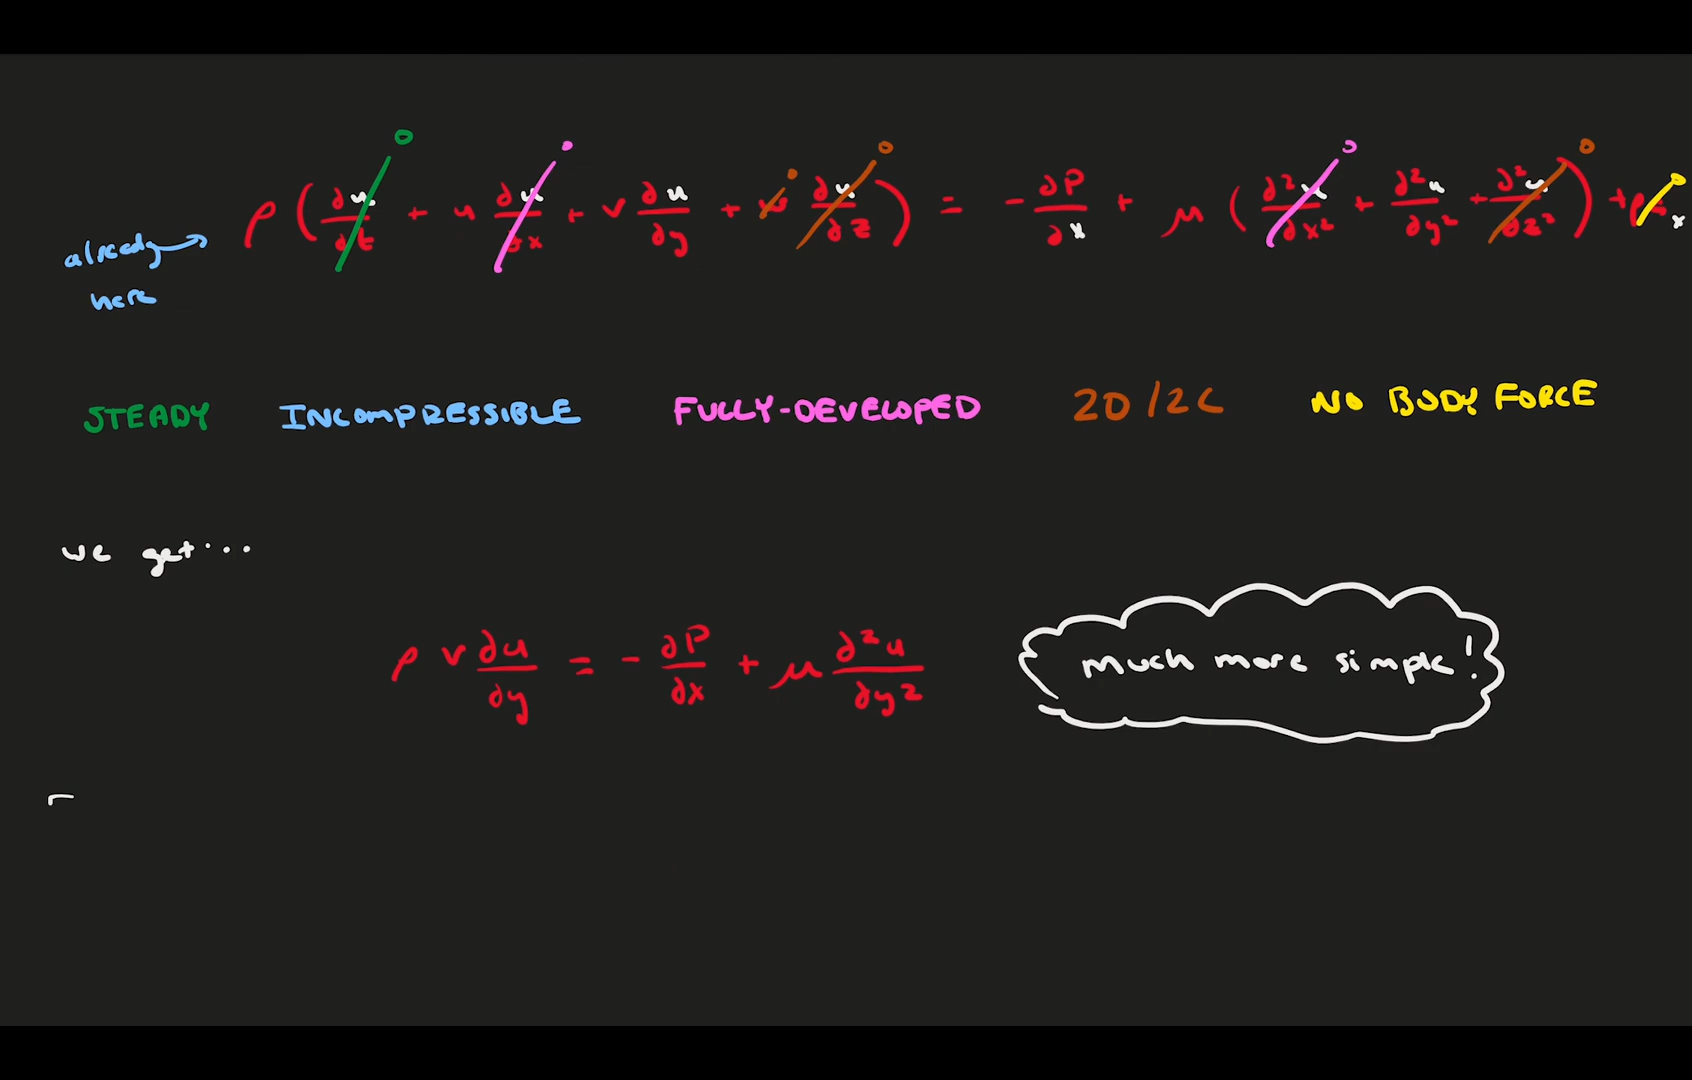 ρ ( ∂u/∂t + u ∂u/∂x + v ∂u/∂y + w ∂u/∂z ) = - ∂P/∂x + μ ( ∂²u/∂x² + ∂²u/∂y² + ∂²u/∂z² ) + x
0 0 0 0 0 0 0
already →
here
STEADY INCOMPRESSIBLE FULLY-DEVELOPED 2D/2C NO BODY FORCE
we get...
ρ v ∂u/∂y = - ∂P/∂x + μ ∂²u/∂y²
much more simple!